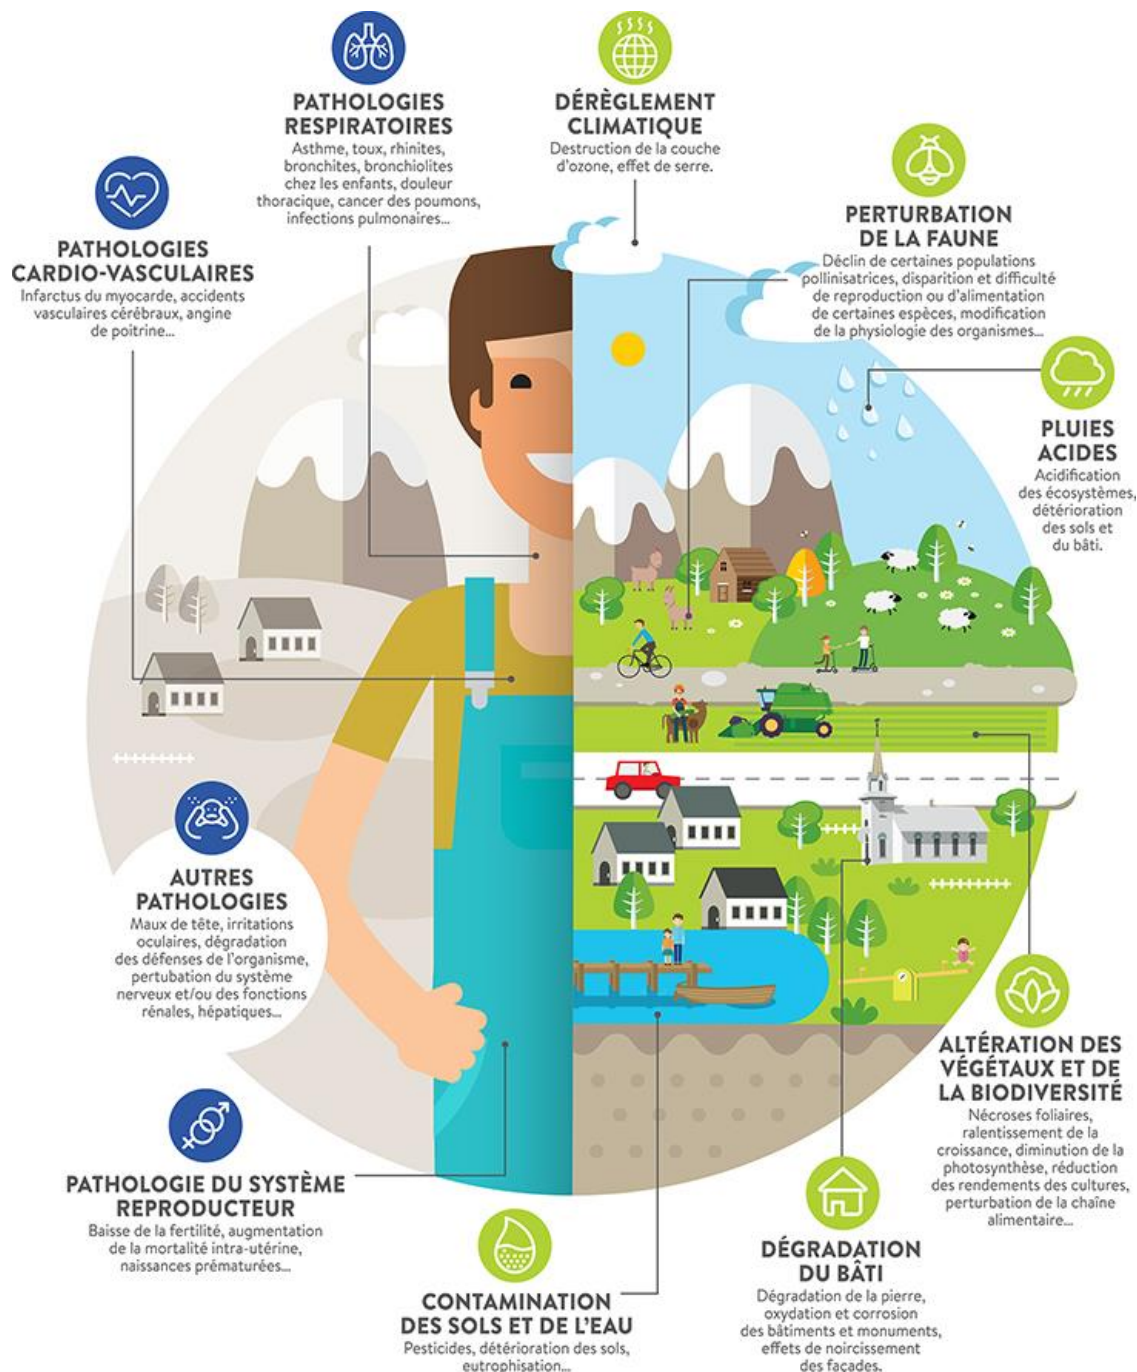 PATHOLOGIES
RESPIRATOIRES
Asthme, toux, rhinites,
bronchites, bronchiolites
chez les enfants, douleur
thoracique, cancer des poumons,
infections pulmonaires...
DÉRÈGLEMENT
CLIMATIQUE
Destruction de la couche
d'ozone, effet de serre.
PATHOLOGIES
CARDIO-VASCULAIRES
Infarctus du myocarde, accidents
vasculaires cérébraux, angine
de poitrine...
PERTURBATION
DE LA FAUNE
Déclin de certaines populations
pollinisatrices, disparition et difficulté
de reproduction ou d'alimentation
de certaines espèces, modification
de la physiologie des organismes...
PLUIES
ACIDES
Acidification
des écosystèmes,
détérioration
des sols et
du bâti.
AUTRES
PATHOLOGIES
Maux de tête, irritations
oculaires, dégradation
des défenses de l'organisme,
pertubation du système
nerveux et/ou des fonctions
rénales, hépatiques...
ALTÉRATION DES
VÉGÉTAUX ET DE
LA BIODIVERSITÉ
Nécroses foliaires,
ralentissement de la
croissance, diminution de la
photosynthèse, réduction
des rendements des cultures,
perturbation de la chaîne
alimentaire...
PATHOLOGIE DU SYSTÈME
REPRODUCTEUR
Baisse de la fertilité, augmentation
de la mortalité intra-utérine,
naissances prématurées...
CONTAMINATION
DES SOLS ET DE L'EAU
Pesticides, détérioration des sols,
eutrophisation...
DÉGRADATION
DU BÂTI
Dégradation de la pierre,
oxydation et corrosion
des bâtiments et monuments,
effets de noircissement
des façades.